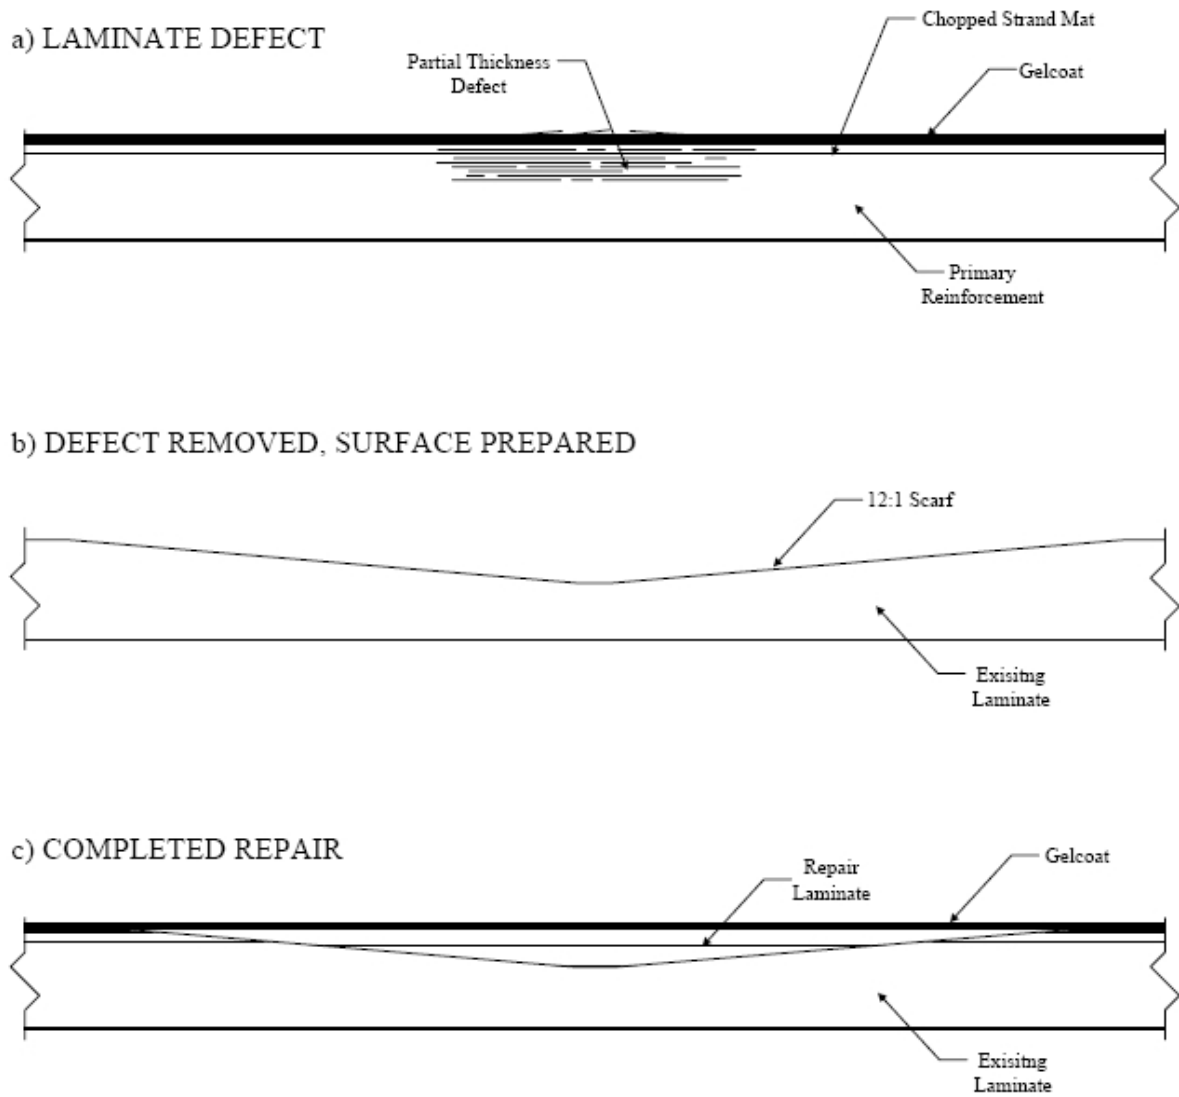 a) LAMINATE DEFECT
Chopped Strand Mat
Partial Thickness
Defect
Gelcoat
Primary
Reinforcement
b) DEFECT REMOVED, SURFACE PREPARED
12:1 Scarf
Exisitng
Laminate
c) COMPLETED REPAIR
Gelcoat
Repair
Laminate
Exisitng
Laminate